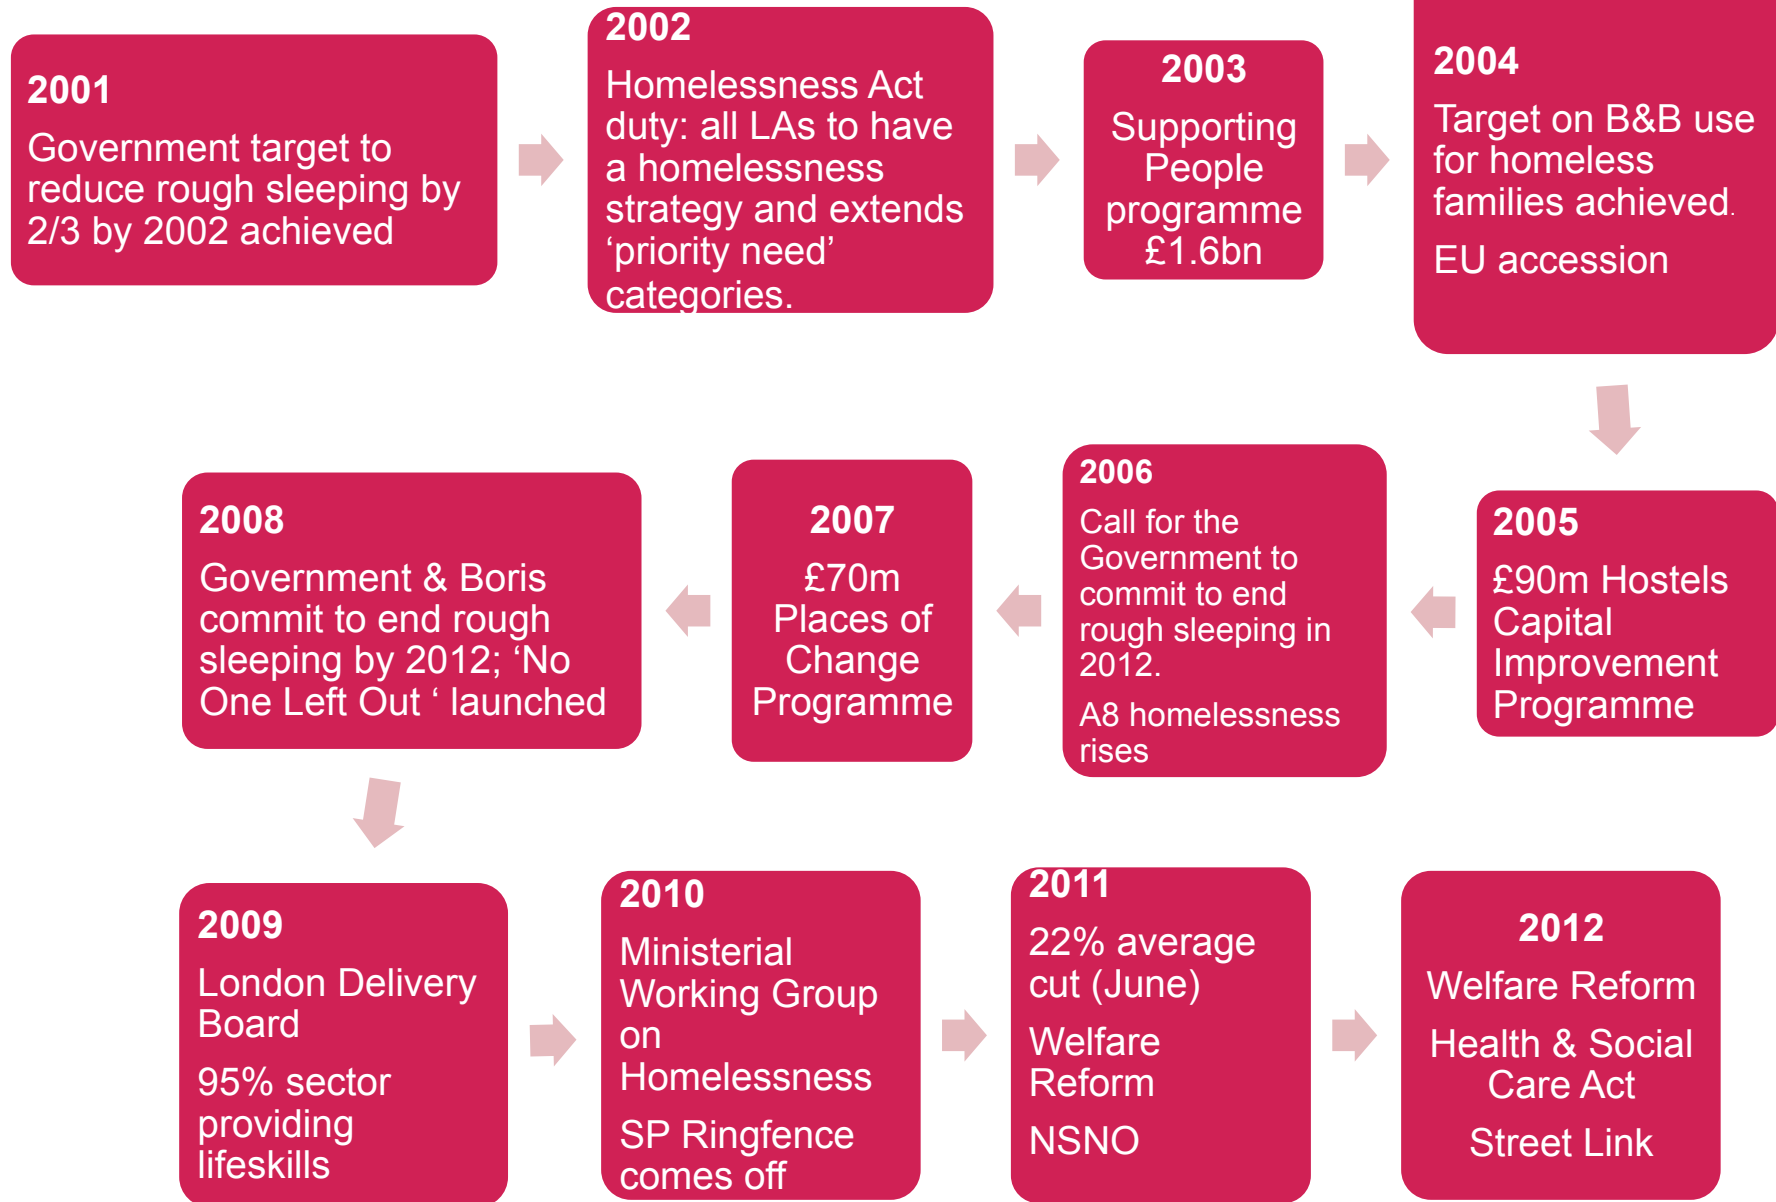 2001
Government target to
reduce rough sleeping by
2/3 by 2002 achieved
2002
Homelessness Act
duty: all LAs to have
a homelessness
strategy and extends
‘priority need’
categories.
2003
Supporting
People
programme
£1.6bn
2004
Target on B&B use
for homeless
families achieved.
EU accession
2005
£90m Hostels
Capital
Improvement
Programme
2006
Call for the
Government to
commit to end
rough sleeping in
2012.
A8 homelessness
rises
2007
£70m
Places of
Change
Programme
2008
Government & Boris
commit to end rough
sleeping by 2012; ‘No
One Left Out ‘ launched
2009
London Delivery
Board
95% sector
providing
lifeskills
2010
Ministerial
Working Group
on
Homelessness
SP Ringfence
comes off
2011
22% average
cut (June)
Welfare
Reform
NSNO
2012
Welfare Reform
Health & Social
Care Act
Street Link